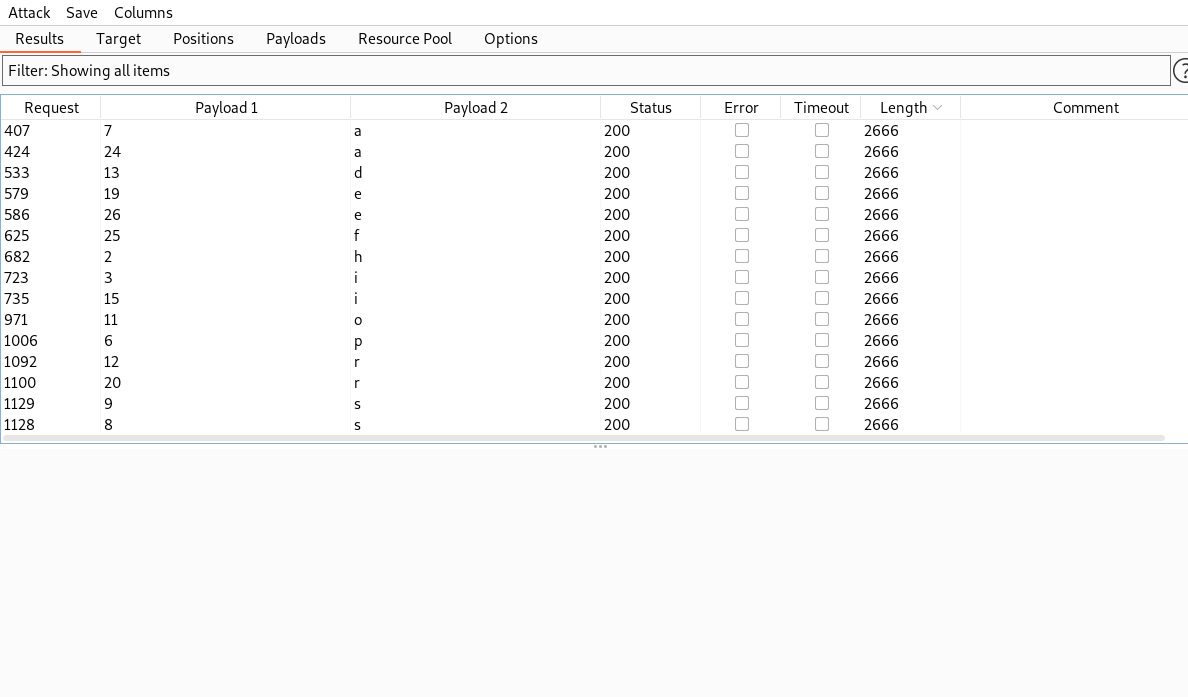 Attack Save Columns
Results Target Positions Payloads Resource Pool Options
Filter: Showing all items
?
Request Payload 1 Payload 2 Status Error Timeout Length Comment
407 7 a 200 2666
424 24 a 200 2666
533 13 d 200 2666
579 19 e 200 2666
586 26 e 200 2666
625 25 f 200 2666
682 2 h 200 2666
723 3 i 200 2666
735 15 i 200 2666
971 11 o 200 2666
1006 6 p 200 2666
1092 12 r 200 2666
1100 20 r 200 2666
1129 9 s 200 2666
1128 8 s 200 2666